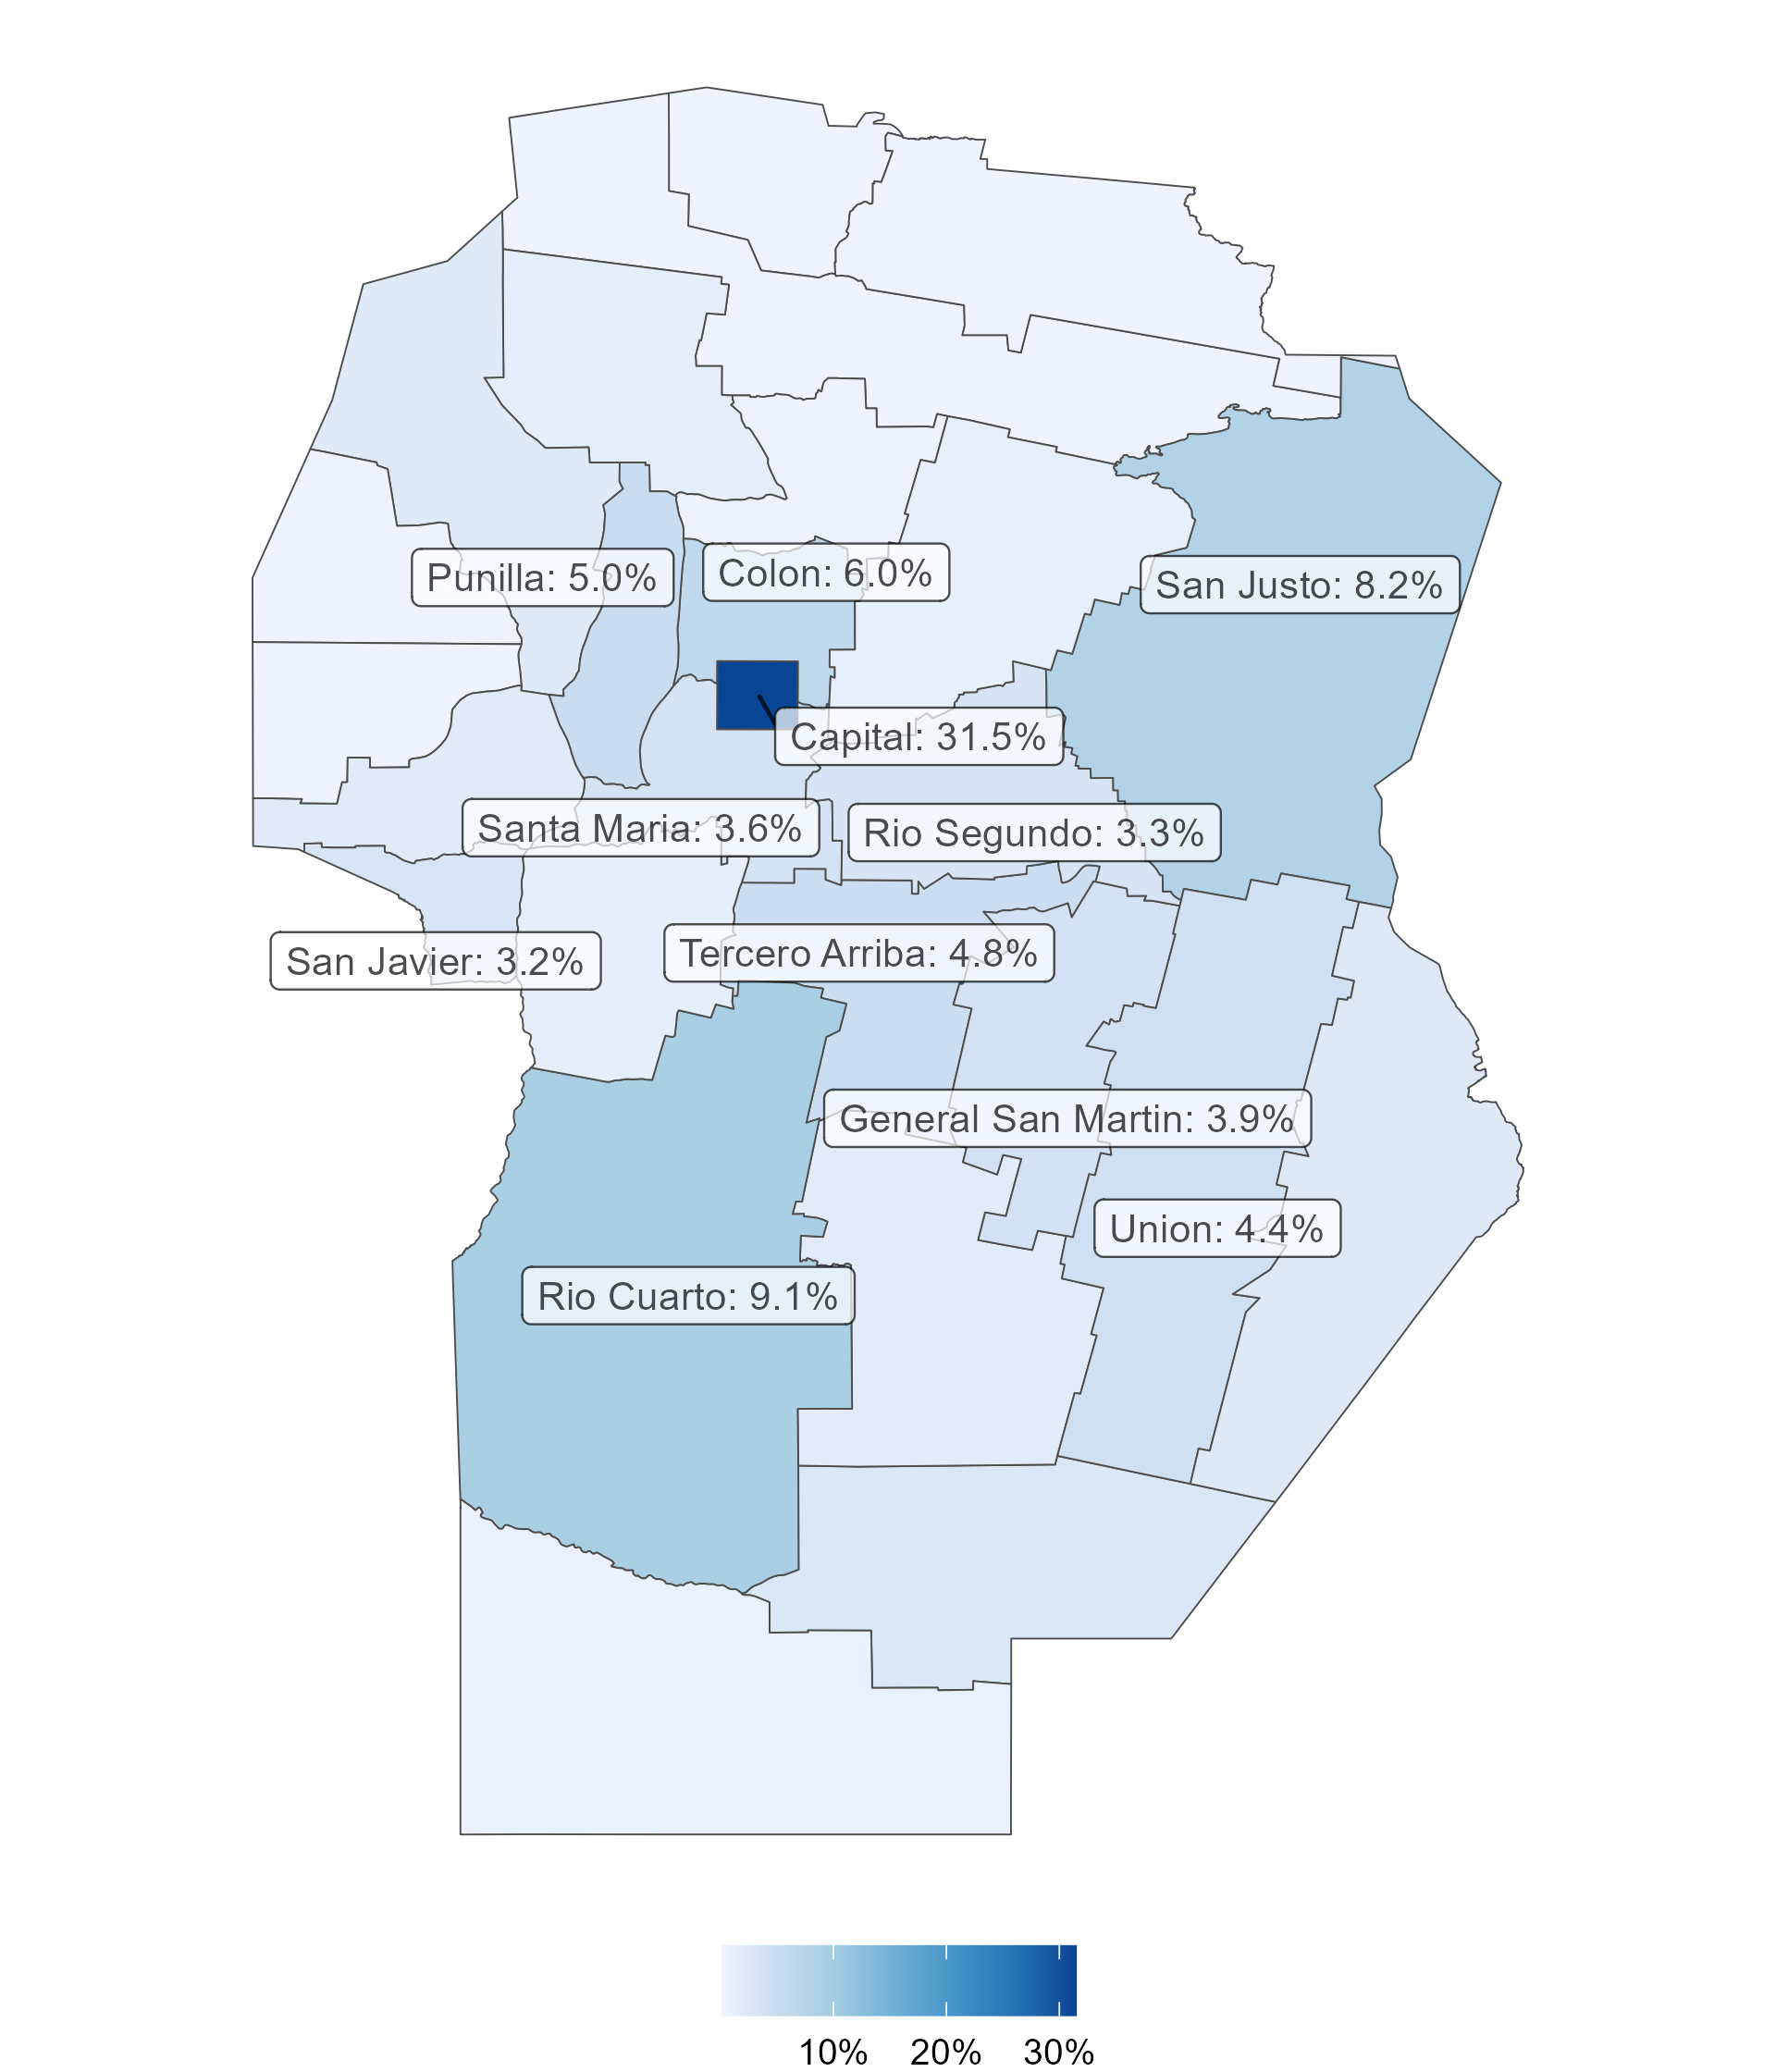 Colon: 6.0%
Punilla: 5.0%
San Justo: 8.2%
Capital: 31.5%
Santa Maria: 3.6%
Rio Segundo: 3.3%
Tercero Arriba: 4.8%
San Javier: 3.2%
General San Martin: 3.9%
Union: 4.4%
Rio Cuarto: 9.1%
10% 20% 30%